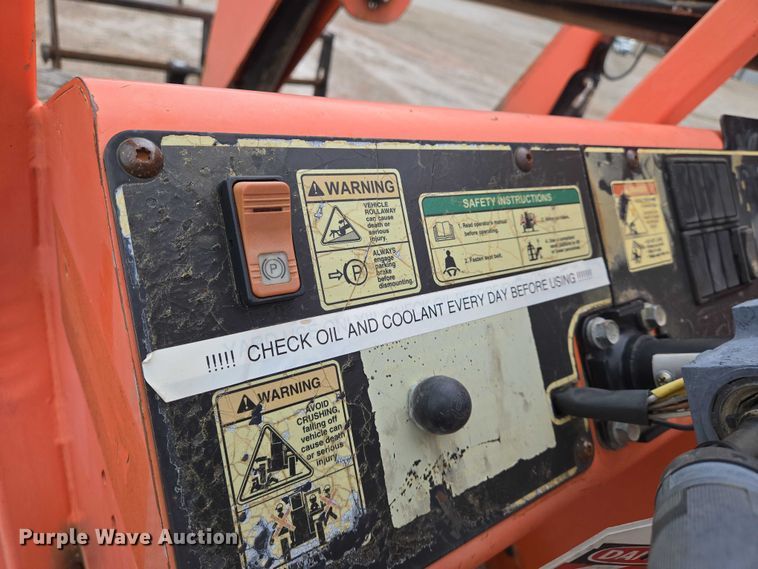 WARNING
VEHICLE
ROLLAWAY
can cause
death or
serious
injury.
ALWAYS
engage
parking
brake
before
dismounting.
P
P
SAFETY INSTRUCTIONS
1. Read operator's manual
before operating.
2. Fasten seat belt.
!!!!! CHECK OIL AND COOLANT EVERY DAY BEFORE USING !!!!!!
WARNING
AVOID
CRUSHING,
falling off
vehicle can
cause death
or serious
injury.
DAN
Purple Wave Auction